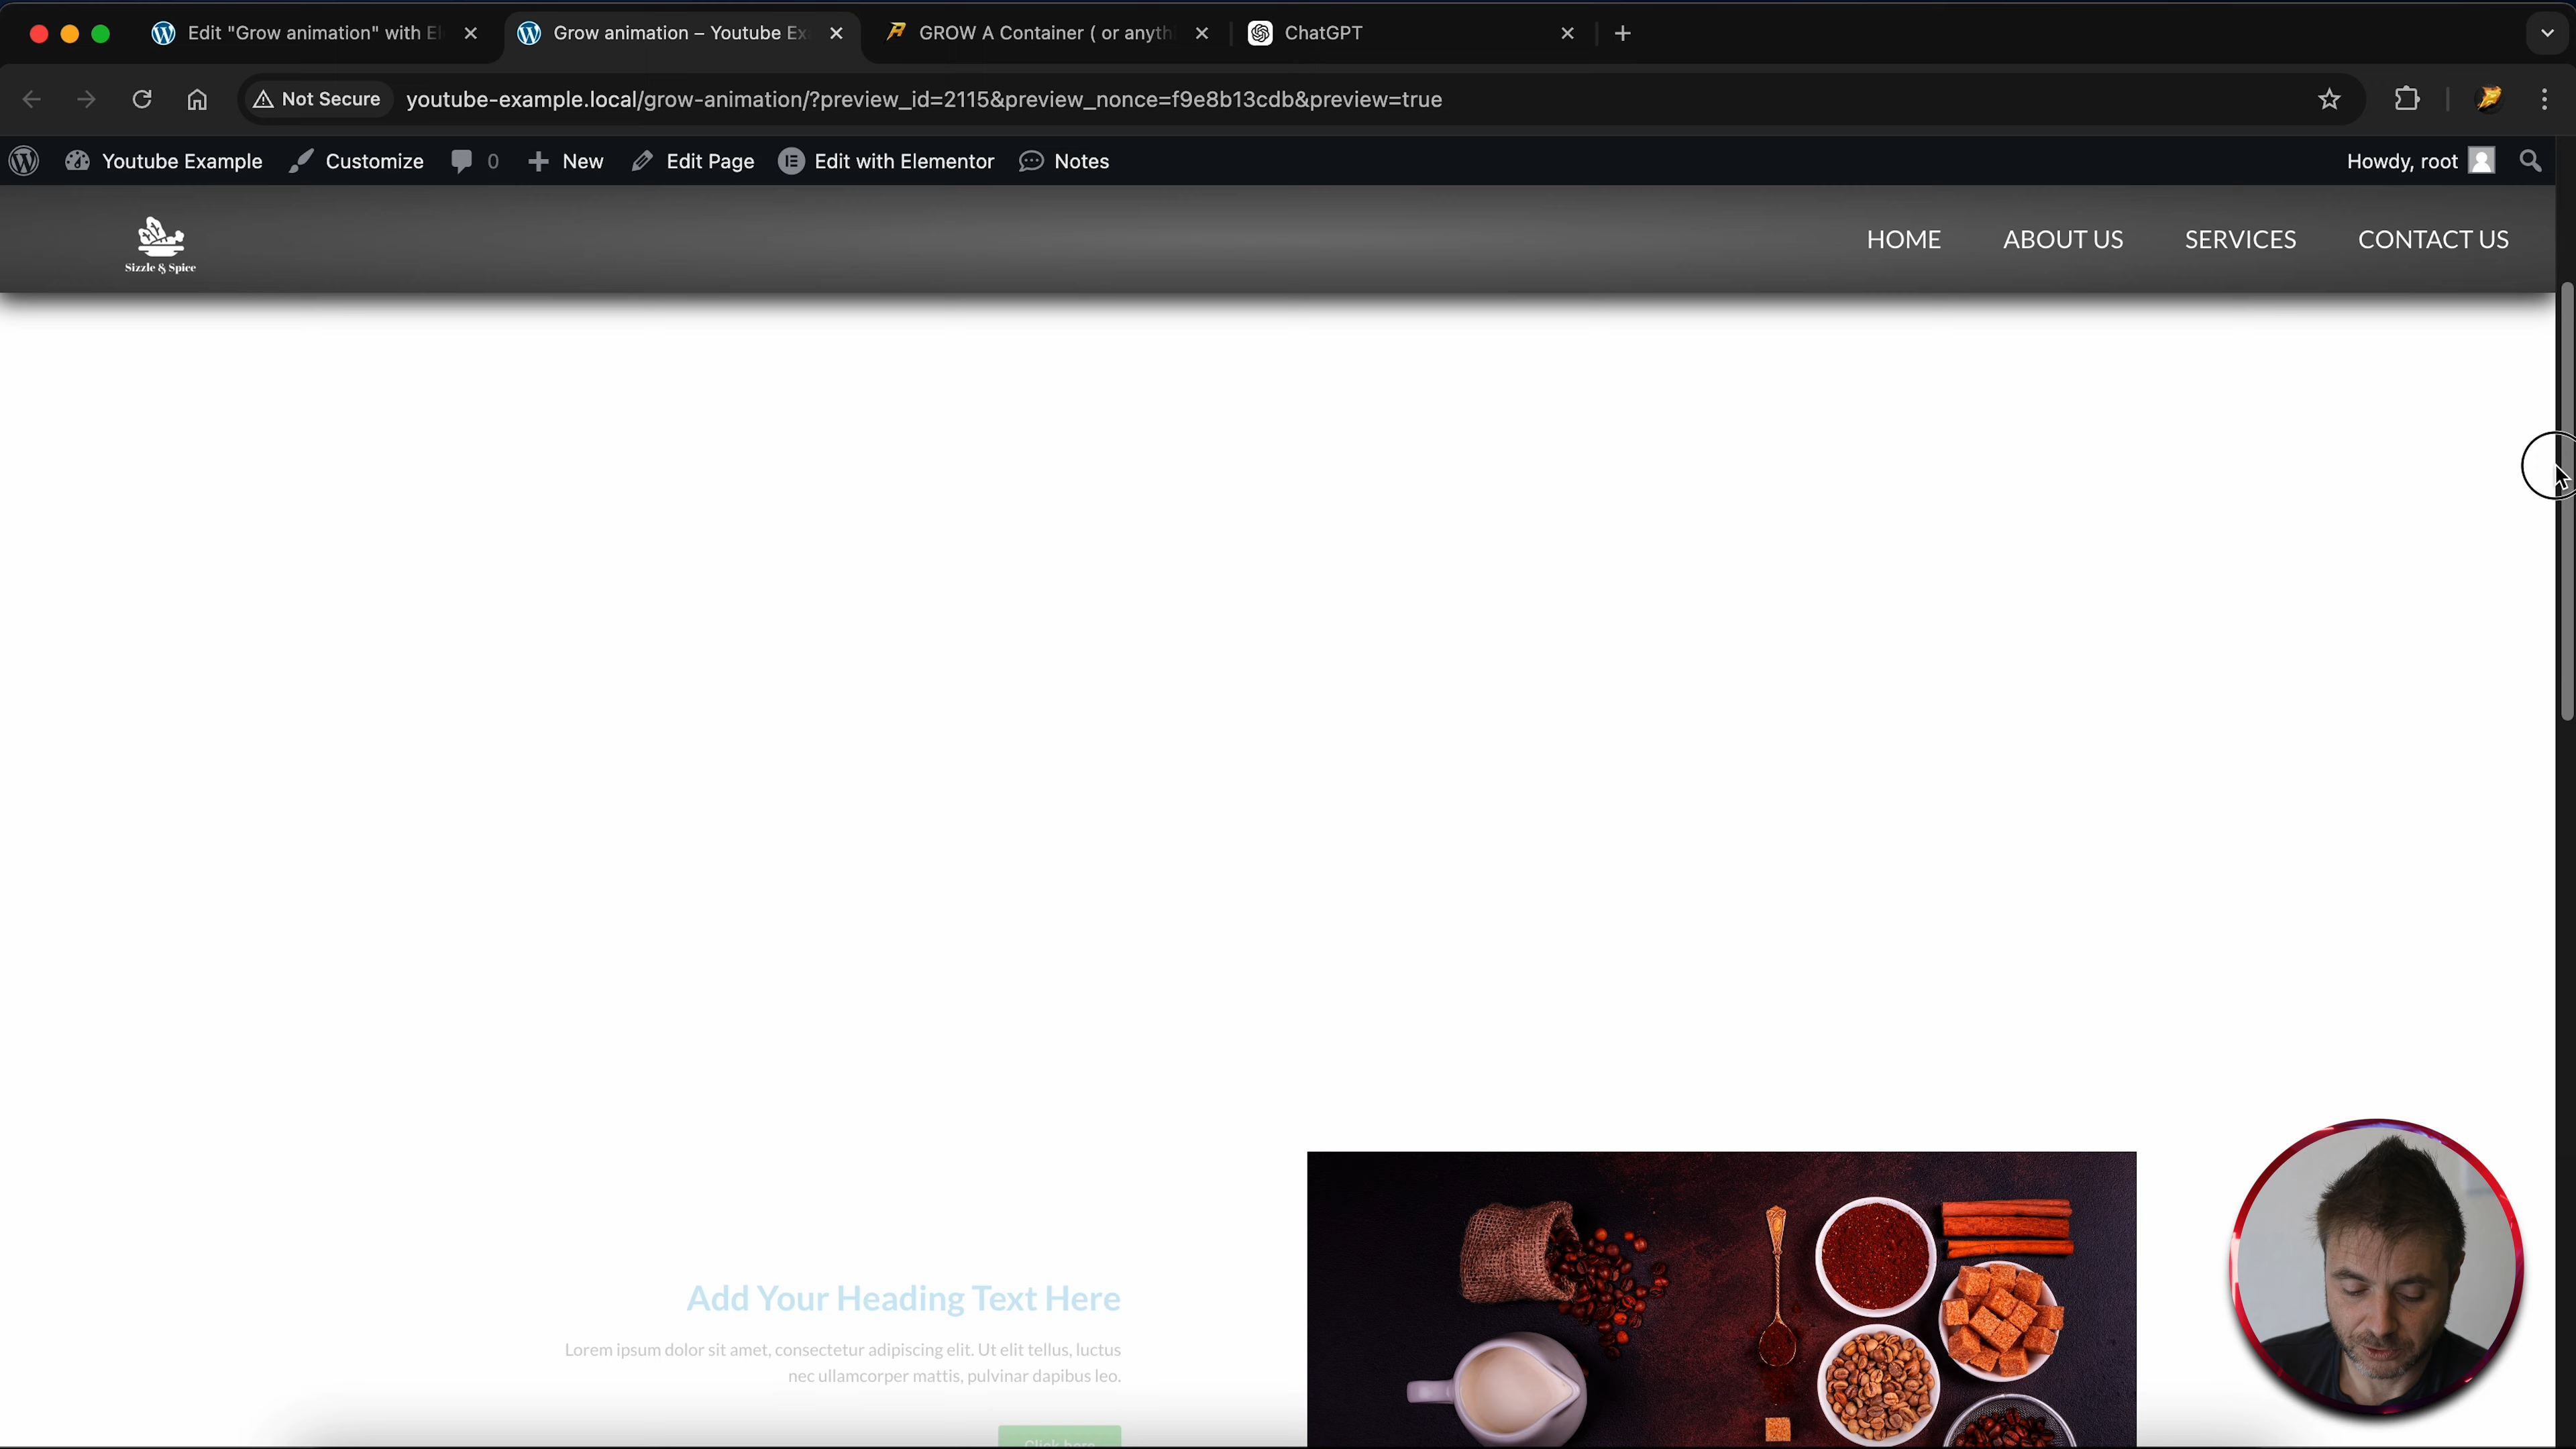 Edit "Grow animation" with El
Grow animation – Youtube Ex
GROW A Container ( or anythi
ChatGPT
Not Secure
youtube-example.local/grow-animation/?preview_id=2115&preview_nonce=f9e8b13cdb&preview=true
Youtube Example
Customize
0
New
Edit Page
Edit with Elementor
Notes
Howdy, root
Sizzle & Spice
HOME
ABOUT US
SERVICES
CONTACT US
Add Your Heading Text Here
Lorem ipsum dolor sit amet, consectetur adipiscing elit. Ut elit tellus, luctus
nec ullamcorper mattis, pulvinar dapibus leo.
Click here